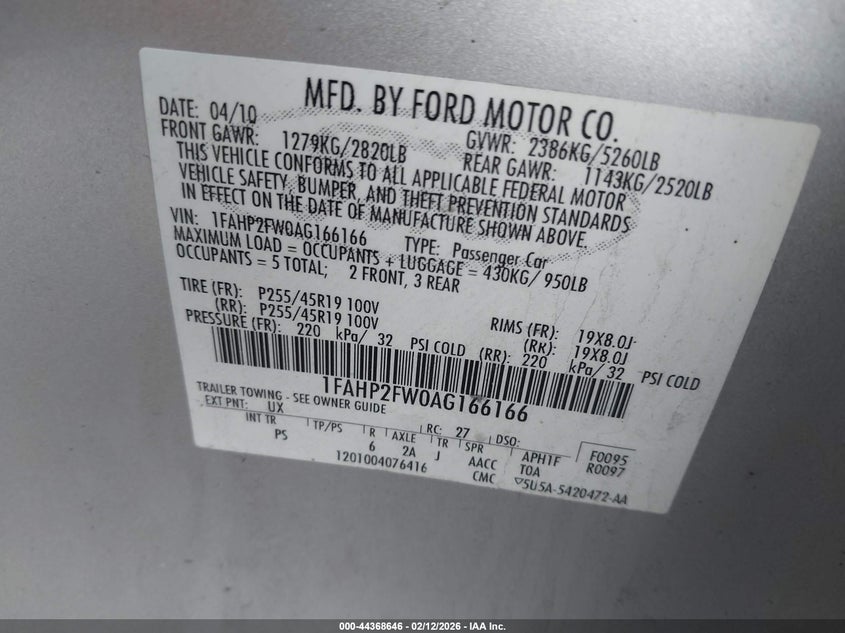 MFD. BY FORD MOTOR CO.
DATE: 04/10 GVWR: 2386KG/5260LB
FRONT GAWR: 1279KG/2820LB REAR GAWR: 1143KG/2520LB
THIS VEHICLE CONFORMS TO ALL APPLICABLE FEDERAL MOTOR
VEHICLE SAFETY, BUMPER, AND THEFT PREVENTION STANDARDS
IN EFFECT ON THE DATE OF MANUFACTURE SHOWN ABOVE.
VIN: 1FAHP2FW0AG166166 TYPE: Passenger Car
MAXIMUM LOAD = OCCUPANTS + LUGGAGE = 430KG/ 950LB
OCCUPANTS = 5 TOTAL; 2 FRONT, 3 REAR
TIRE (FR): P255/45R19 100V RIMS (FR): 19X8.0J
(RR): P255/45R19 100V (RR): 19X8.0J
PRESSURE (FR): 220 kPa/ 32 PSI COLD (RR): 220 kPa/ 32 PSI COLD
1FAHP2FW0AG166166
TRAILER TOWING - SEE OWNER GUIDE
EXT PNT: UX RC: 27 DSO:
INT TR TP/PS R AXLE TR SPR APH1F F0095
PS 6 2A J AACC T0A R0097
1201004076416 CMC ▽5U5A-5420472-AA
000-44368646 - 02/12/2026 - IAA Inc.